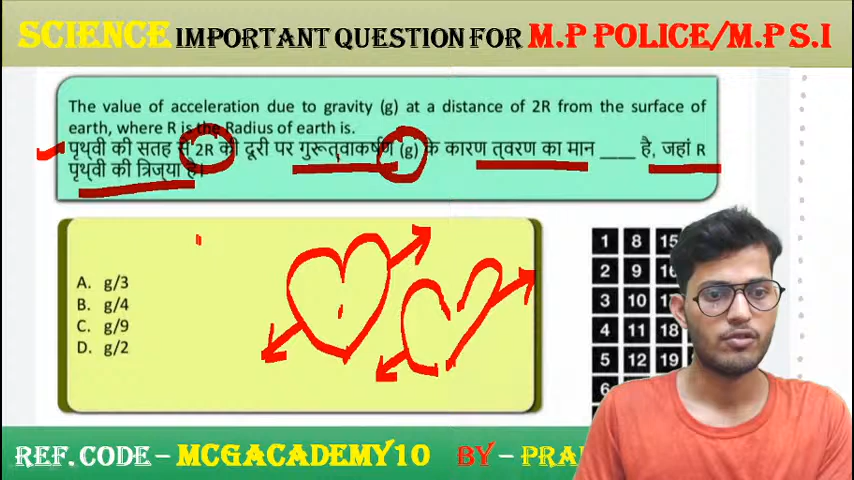 SCIENCE IMPORTANT QUESTION FOR M.P POLICE/M.P S.I
The value of acceleration due to gravity (g) at a distance of 2R from the surface of
earth, where R is the Radius of earth is.
पृथ्वी की सतह से 2R की दूरी पर गुरूत्वाकर्षण (g) के कारण त्वरण का मान ____ है, जहां R
पृथ्वी की त्रिज्या है।
A. g/3
B. g/4
C. g/9
D. g/2
1 8 15
2 9 16
3 10 17
4 11 18
5 12 19
6
REF. CODE – MCGACADEMY10 BY –